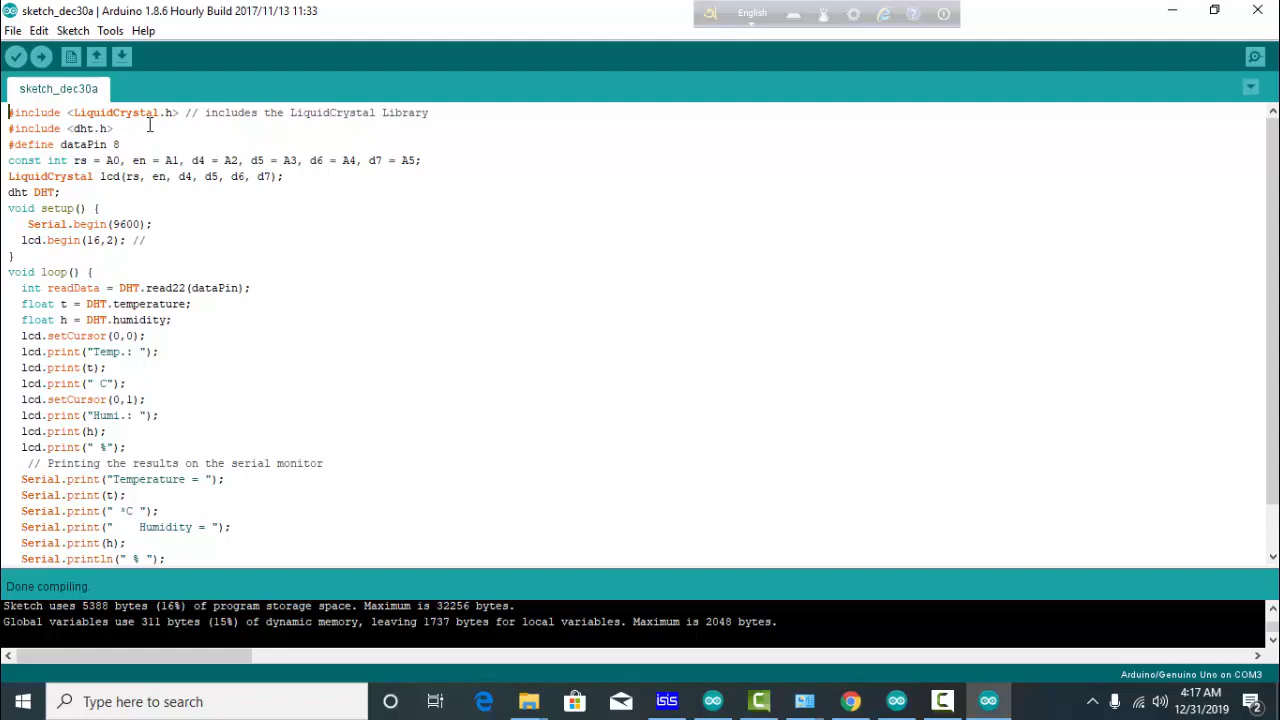 sketch_dec30a | Arduino 1.8.6 Hourly Build 2017/11/13 11:33
English
File Edit Sketch Tools Help
sketch_dec30a
#include <LiquidCrystal.h> // includes the LiquidCrystal Library
#include <dht.h>
#define dataPin 8
const int rs = A0, en = A1, d4 = A2, d5 = A3, d6 = A4, d7 = A5;
LiquidCrystal lcd(rs, en, d4, d5, d6, d7);
dht DHT;
void setup() {
Serial.begin(9600);
lcd.begin(16,2); //
}
void loop() {
int readData = DHT.read22(dataPin);
float t = DHT.temperature;
float h = DHT.humidity;
lcd.setCursor(0,0);
lcd.print("Temp.: ");
lcd.print(t);
lcd.print(" C");
lcd.setCursor(0,1);
lcd.print("Humi.: ");
lcd.print(h);
lcd.print(" %");
// Printing the results on the serial monitor
Serial.print("Temperature = ");
Serial.print(t);
Serial.print(" *C ");
Serial.print("    Humidity = ");
Serial.print(h);
Serial.println(" % ");
Done compiling.
Sketch uses 5388 bytes (16%) of program storage space. Maximum is 32256 bytes.
Global variables use 311 bytes (15%) of dynamic memory, leaving 1737 bytes for local variables. Maximum is 2048 bytes.
Arduino/Genuino Uno on COM3
Type here to search
isis
4:17 AM
12/31/2019
2